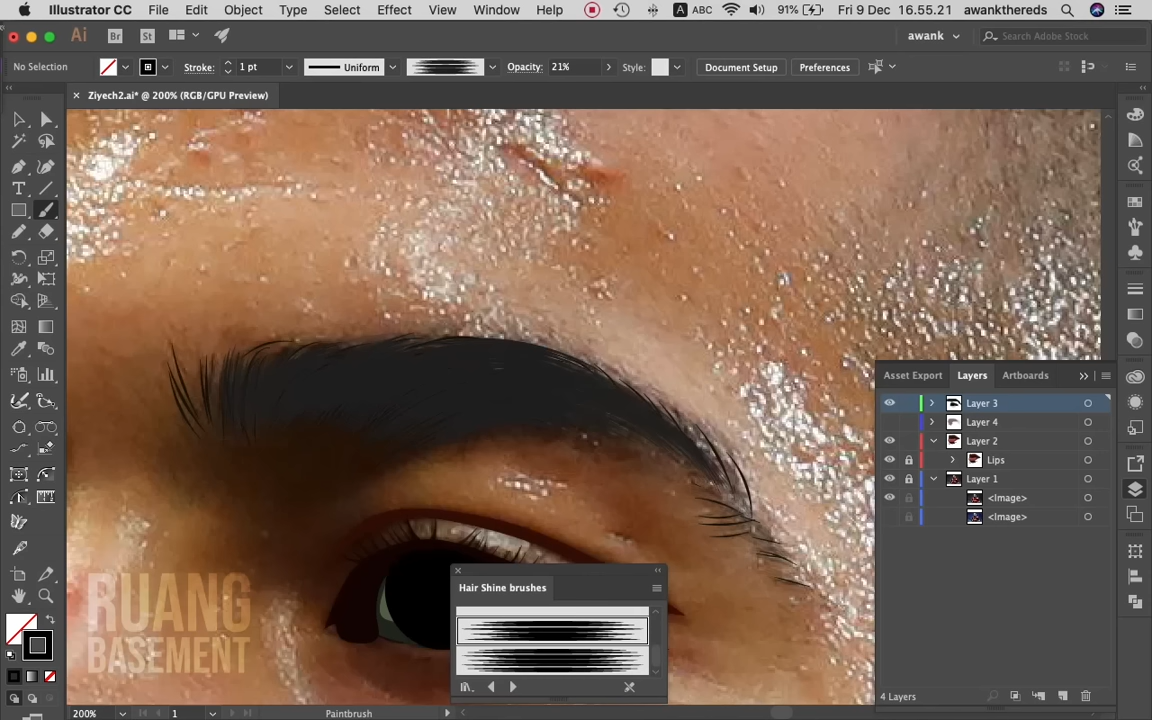 Illustrator CC File Edit Object Type Select Effect View Window Help A ABC 91% Fri 9 Dec 16.55.21 awankthereds
Ai Br St awank Search Adobe Stock
No Selection Stroke: 1 pt Uniform Opacity: 21% Style: Document Setup Preferences
× Ziyech2.ai* @ 200% (RGB/GPU Preview)
Asset Export Layers Artboards
Layer 3
Layer 4
Layer 2
Lips
Layer 1
<Image>
<Image>
Hair Shine brushes
RUANG
BASEMENT
4 Layers
200% 1 Paintbrush